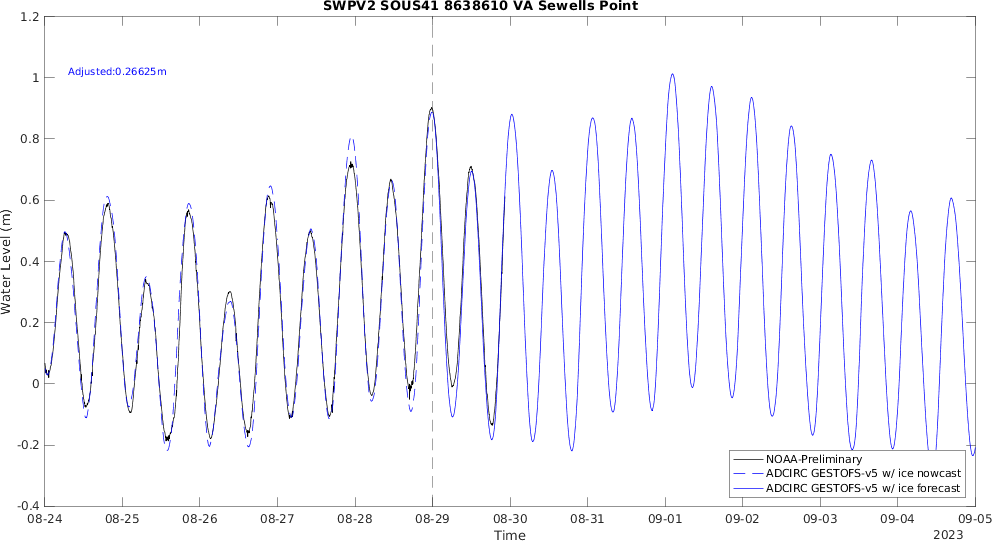 SWPV2 SOUS41 8638610 VA Sewells Point
Adjusted:0.26625m
Water Level (m)
1.2
1
0.8
0.6
0.4
0.2
0
-0.2
-0.4
NOAA-Preliminary
ADCIRC GESTOFS-v5 w/ ice nowcast
ADCIRC GESTOFS-v5 w/ ice forecast
08-24 08-25 08-26 08-27 08-28 08-29 08-30 08-31 09-01 09-02 09-03 09-04 09-05
Time
2023